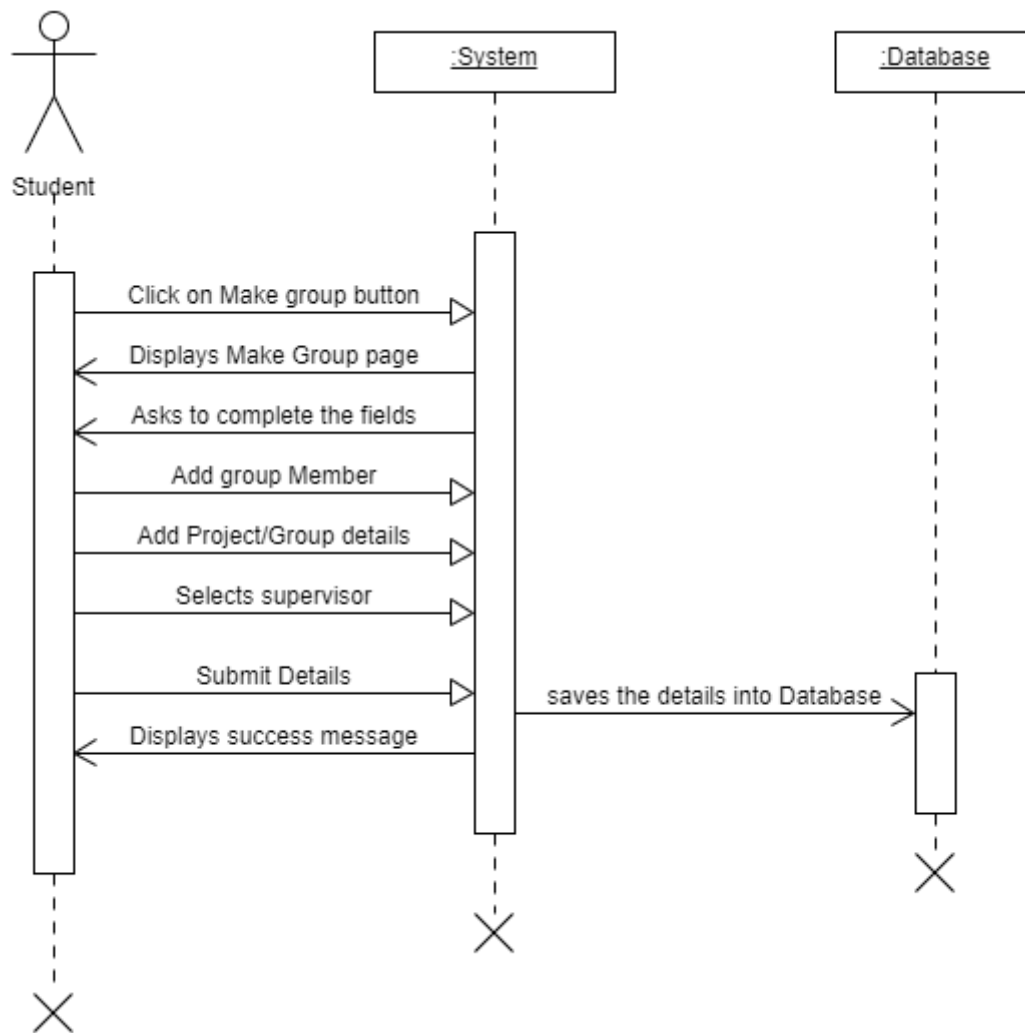 :System
:Database
Student
Click on Make group button
Displays Make Group page
Asks to complete the fields
Add group Member
Add Project/Group details
Selects supervisor
Submit Details
saves the details into Database
Displays success message